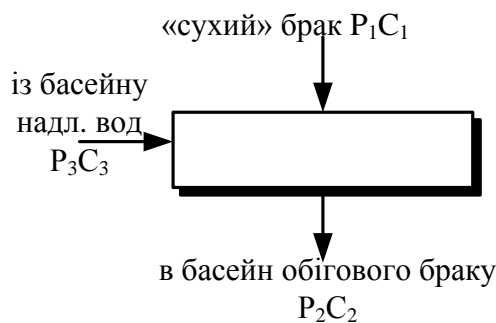 «сухий» брак P₁C₁
із басейну
надл. вод
P₃C₃
в басейн обігового браку
P₂C₂